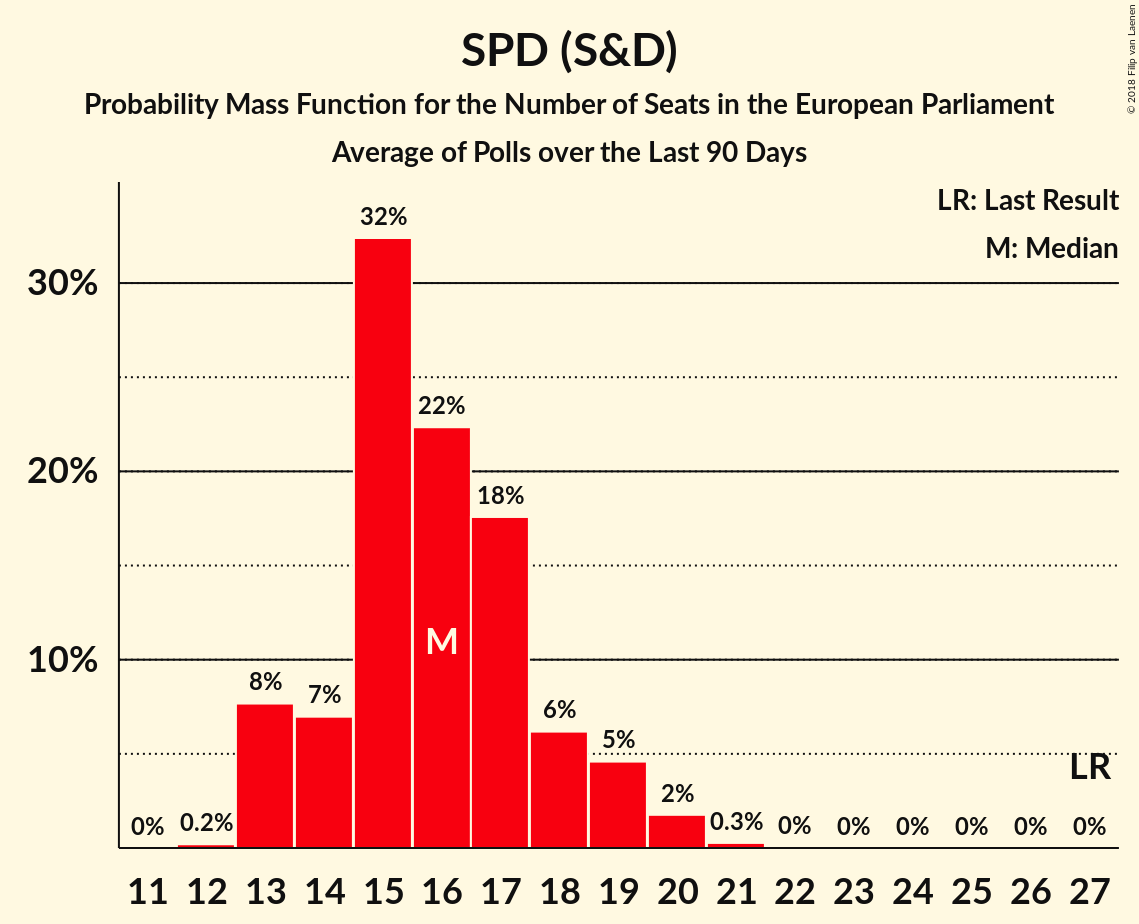 SPD (S&D)
Probability Mass Function for the Number of Seats in the European Parliament
Average of Polls over the Last 90 Days
© 2018 Filip van Laenen
LR: Last Result
M: Median
30%
20%
10%
0%
0.2%
8%
7%
32%
22%
18%
6%
5%
2%
0.3%
0%
0%
0%
0%
0%
0%
M
LR
11 12 13 14 15 16 17 18 19 20 21 22 23 24 25 26 27